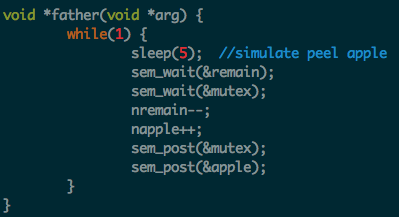 void *father(void *arg) {
        while(1) {
                sleep(5);  //simulate peel apple
                sem_wait(&remain);
                sem_wait(&mutex);
                nremain--;
                napple++;
                sem_post(&mutex);
                sem_post(&apple);
        }
}